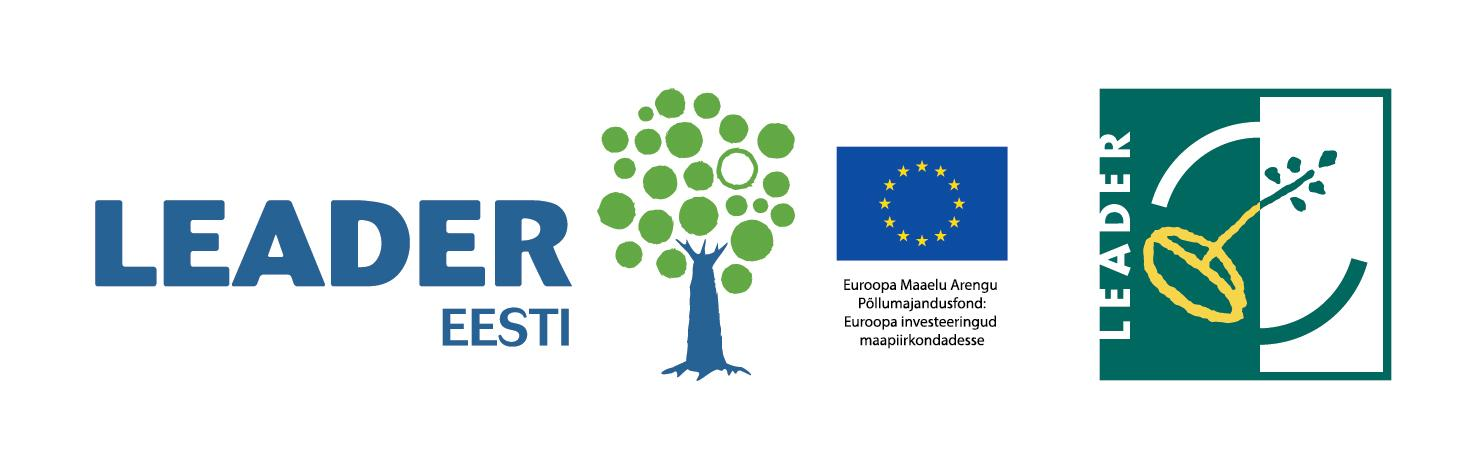 LEADER
EESTI
Euroopa Maaelu Arengu
Põllumajandusfond:
Euroopa investeeringud
maapiirkondadesse
LEADER